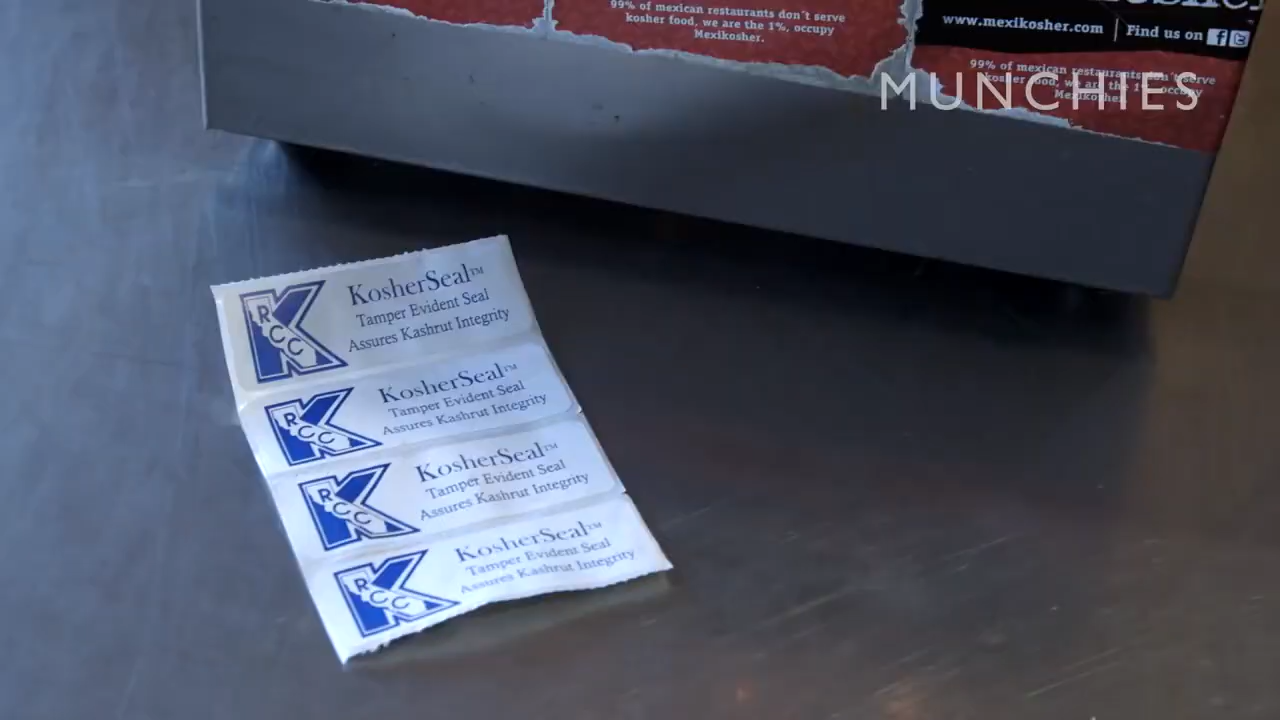 99% of mexican restaurants don't serve
kosher food, we are the 1%, occupy
Mexikosher.
www.mexikosher.com | Find us on
99% of mexican restaurants don't serve
kosher food, we are the 1%, occupy
Mexikosher.
MUNCHIES
RCC
K
KosherSeal™
Tamper Evident Seal
Assures Kashrut Integrity
RCC
K
KosherSeal™
Tamper Evident Seal
Assures Kashrut Integrity
RCC
K
KosherSeal™
Tamper Evident Seal
Assures Kashrut Integrity
RCC
K
KosherSeal™
Tamper Evident Seal
Assures Kashrut Integrity